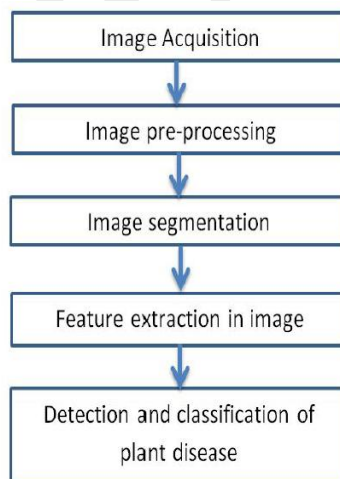 Image Acquisition
Image pre-processing
Image segmentation
Feature extraction in image
Detection and classification of
plant disease